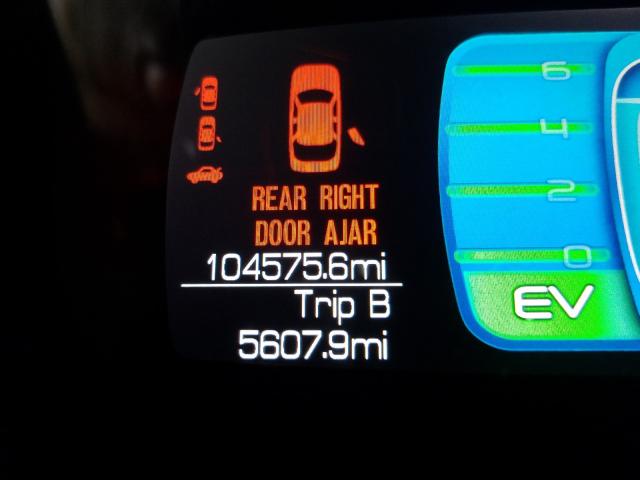 REAR RIGHT
DOOR AJAR
104575.6mi
Trip B
5607.9mi
6
4
2
0
EV